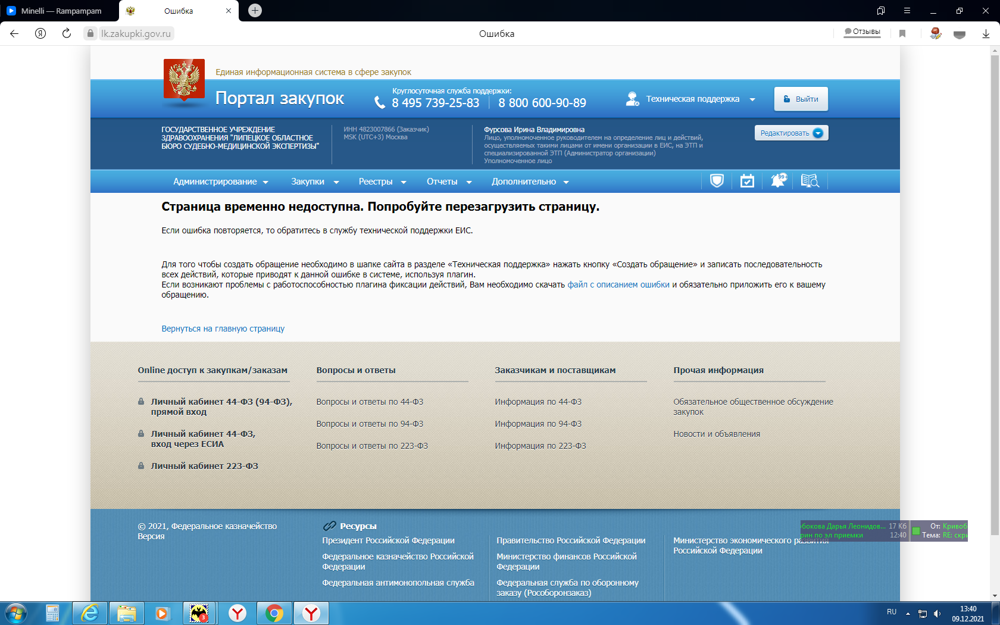 Minelli — Rampampam
Ошибка
lk.zakupki.gov.ru
Ошибка
Отзывы
Единая информационная система в сфере закупок
Портал закупок
Круглосуточная служба поддержки:
8 495 739-25-83
8 800 600-90-89
Техническая поддержка
Выйти
ГОСУДАРСТВЕННОЕ УЧРЕЖДЕНИЕ
ЗДРАВООХРАНЕНИЯ "ЛИПЕЦКОЕ ОБЛАСТНОЕ
БЮРО СУДЕБНО-МЕДИЦИНСКОЙ ЭКСПЕРТИЗЫ"
ИНН 4823007866 (Заказчик)
MSK (UTC+3) Москва
Фурсова Ирина Владимировна
Лицо, уполномоченное руководителем на определение лиц и действий,
осуществляемых такими лицами от имени организации в ЕИС, на ЭТП и
специализированной ЭТП (Администратор организации)
Уполномоченное лицо
Редактировать
Администрирование
Закупки
Реестры
Отчеты
Дополнительно
99+
Страница временно недоступна. Попробуйте перезагрузить страницу.
Если ошибка повторяется, то обратитесь в службу технической поддержки ЕИС.
Для того чтобы создать обращение необходимо в шапке сайта в разделе «Техническая поддержка» нажать кнопку «Создать обращение» и записать последовательность
всех действий, которые приводят к данной ошибке в системе, используя плагин.
Если возникают проблемы с работоспособностью плагина фиксации действий, Вам необходимо скачать файл с описанием ошибки и обязательно приложить его к вашему
обращению.
Вернуться на главную страницу
Online доступ к закупкам/заказам
Личный кабинет 44-ФЗ (94-ФЗ),
прямой вход
Личный кабинет 44-ФЗ,
вход через ЕСИА
Личный кабинет 223-ФЗ
Вопросы и ответы
Вопросы и ответы по 44-ФЗ
Вопросы и ответы по 94-ФЗ
Вопросы и ответы по 223-ФЗ
Заказчикам и поставщикам
Информация по 44-ФЗ
Информация по 94-ФЗ
Информация по 223-ФЗ
Прочая информация
Обязательное общественное обсуждение
закупок
Новости и объявления
© 2021, Федеральное казначейство
Версия
Ресурсы
Президент Российской Федерации
Федеральное казначейство Российской
Федерации
Федеральная антимонопольная служба
Правительство Российской Федерации
Министерство финансов Российской
Федерации
Федеральная служба по оборонному
заказу (Рособоронзаказ)
Министерство экономического развития
Российской Федерации
бокова Дарья Леонидов... 17 Кб
рин по эл приемки 12:40
От: Кривоб
Тема: RE: скри
3
RU
13:40
09.12.2021